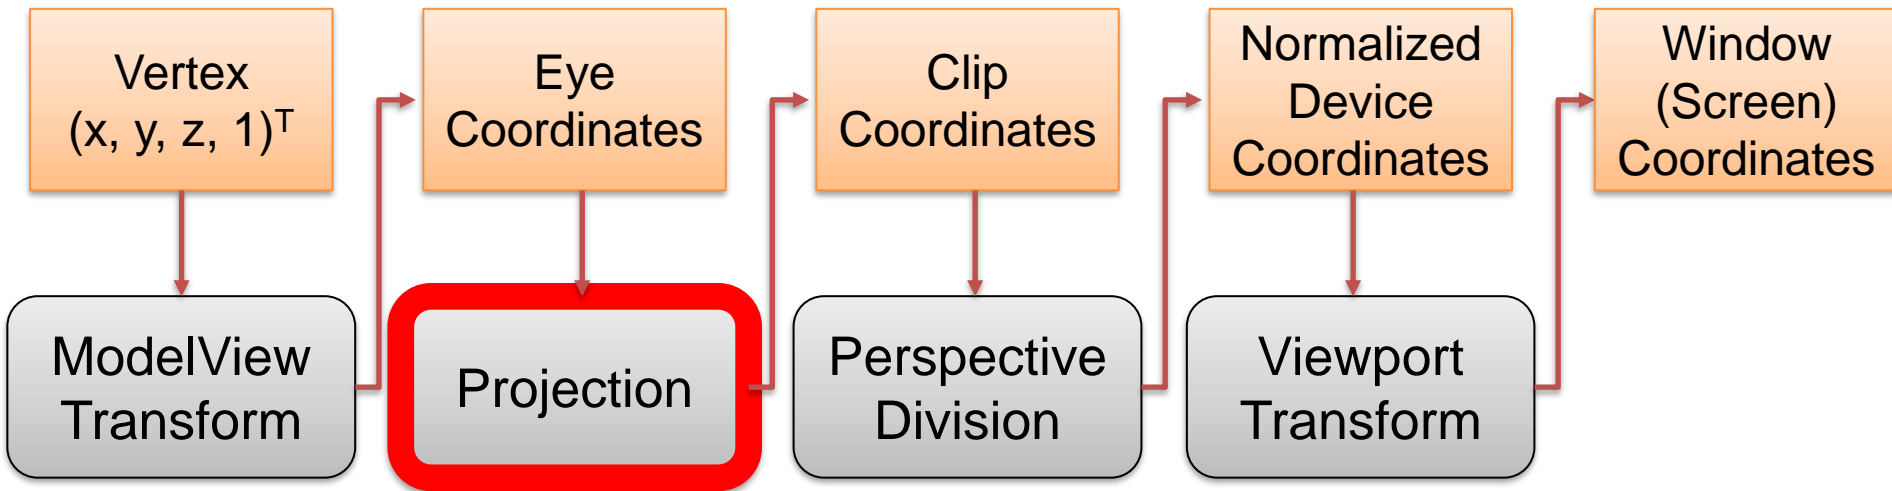 Vertex
(x, y, z, 1)ᵀ
Eye
Coordinates
Clip
Coordinates
Normalized
Device
Coordinates
Window
(Screen)
Coordinates
ModelView
Transform
Projection
Perspective
Division
Viewport
Transform